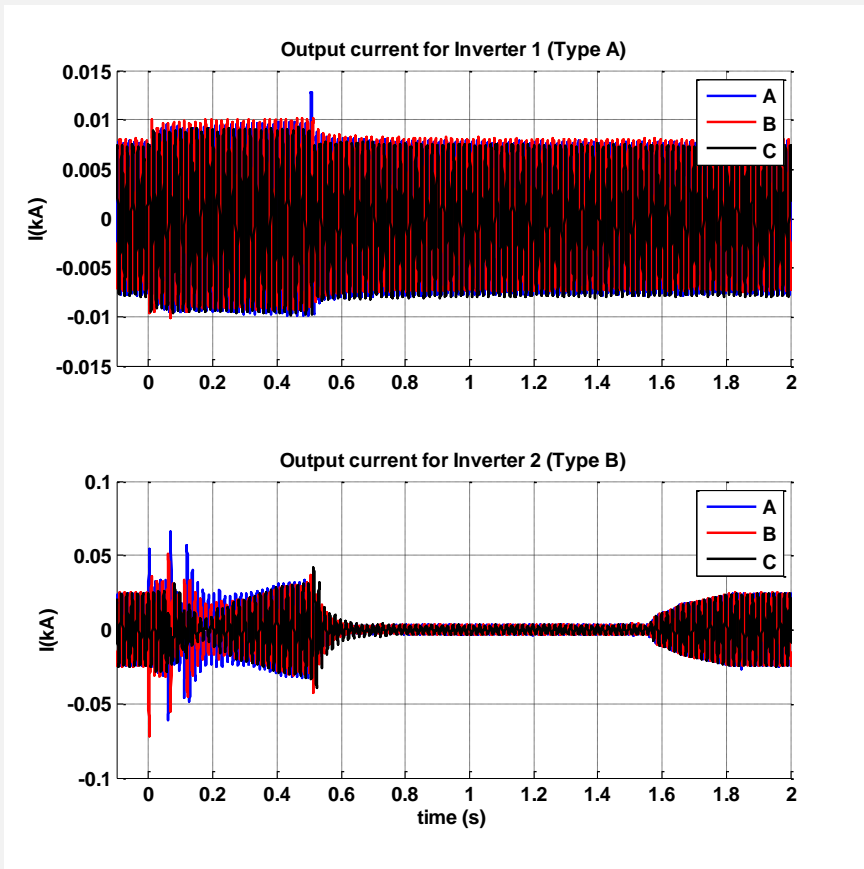 Output current for Inverter 1 (Type A)
0.015
0.01
0.005
0
-0.005
-0.01
-0.015
I(kA)
A
B
C
0 0.2 0.4 0.6 0.8 1 1.2 1.4 1.6 1.8 2
Output current for Inverter 2 (Type B)
0.1
0.05
0
-0.05
-0.1
I(kA)
A
B
C
0 0.2 0.4 0.6 0.8 1 1.2 1.4 1.6 1.8 2
time (s)